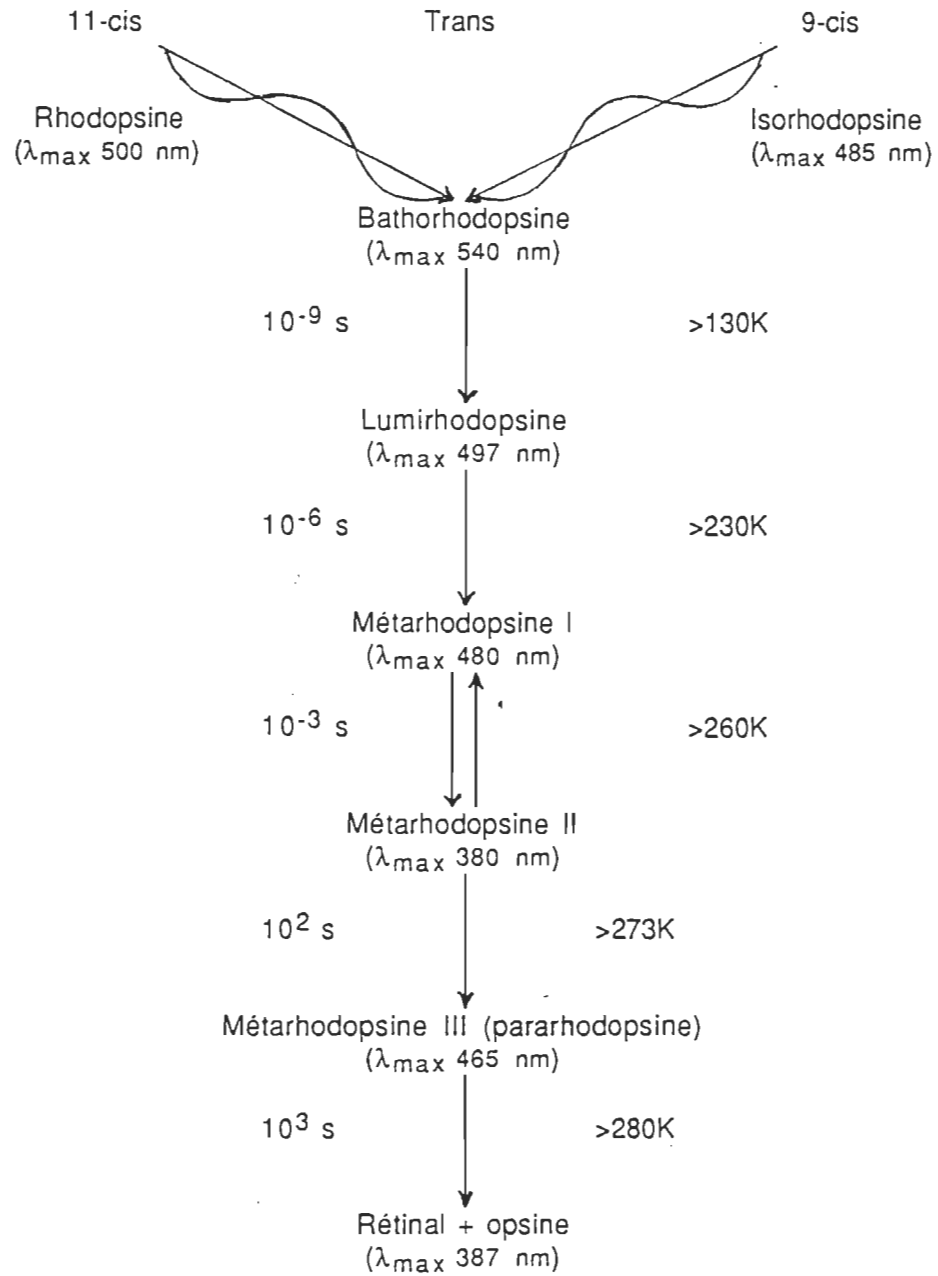 11-cis Trans 9-cis
Rhodopsine Isorhodopsine
(λmax 500 nm) (λmax 485 nm)
Bathorhodopsine
(λmax 540 nm)
10-9 s >130K
Lumirhodopsine
(λmax 497 nm)
10-6 s >230K
Métarhodopsine I
(λmax 480 nm)
10-3 s >260K
Métarhodopsine II
(λmax 380 nm)
102 s >273K
Métarhodopsine III (pararhodopsine)
(λmax 465 nm)
103 s >280K
Rétinal + opsine
(λmax 387 nm)